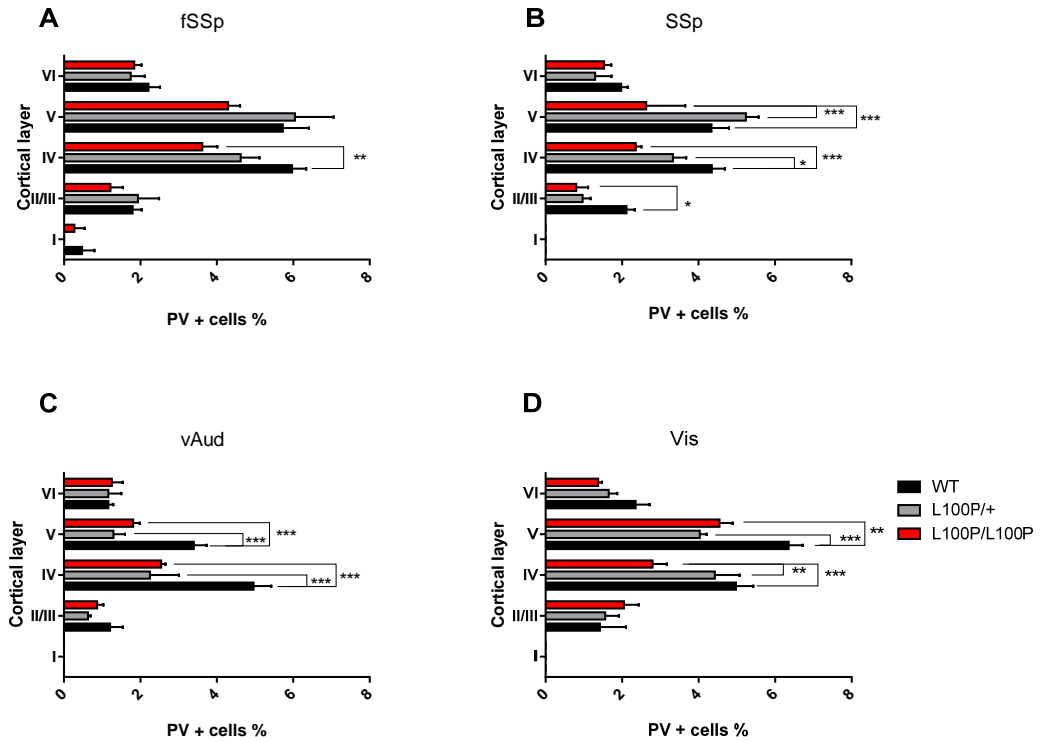 A
fSSp
Cortical layer
VI
V
IV
**
II/III
I
0 2 4 6 8
PV + cells %
B
SSp
Cortical layer
VI
V
***
***
IV
***
*
II/III
*
I
0 2 4 6 8
PV + cells %
C
vAud
Cortical layer
VI
V
***
***
IV
***
***
II/III
I
0 2 4 6 8
PV + cells %
D
Vis
Cortical layer
VI
V
**
***
IV
**
***
II/III
I
0 2 4 6 8
PV + cells %
WT
L100P/+
L100P/L100P